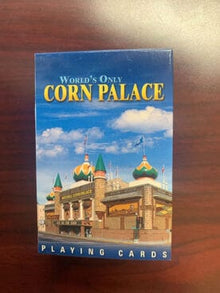 World's Only
CORN PALACE
PLAYING CARDS